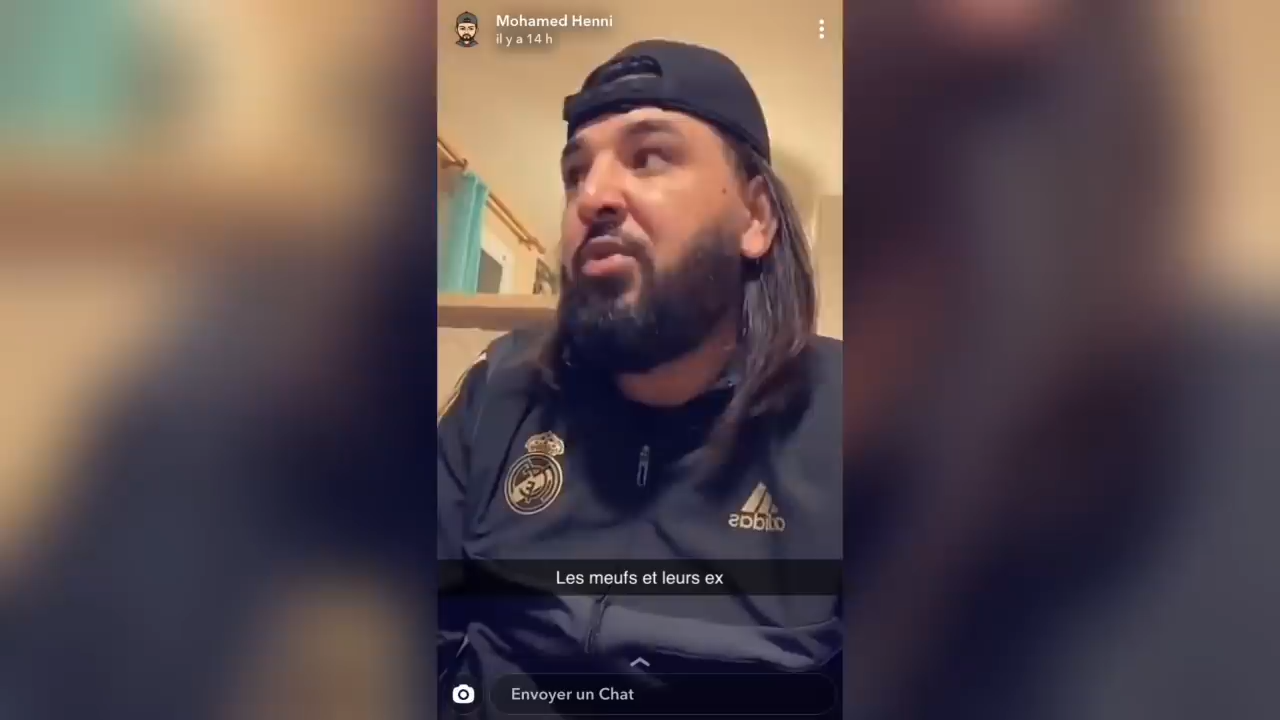 Mohamed Henni
il y a 14 h
adidas
Les meufs et leurs ex
Envoyer un Chat